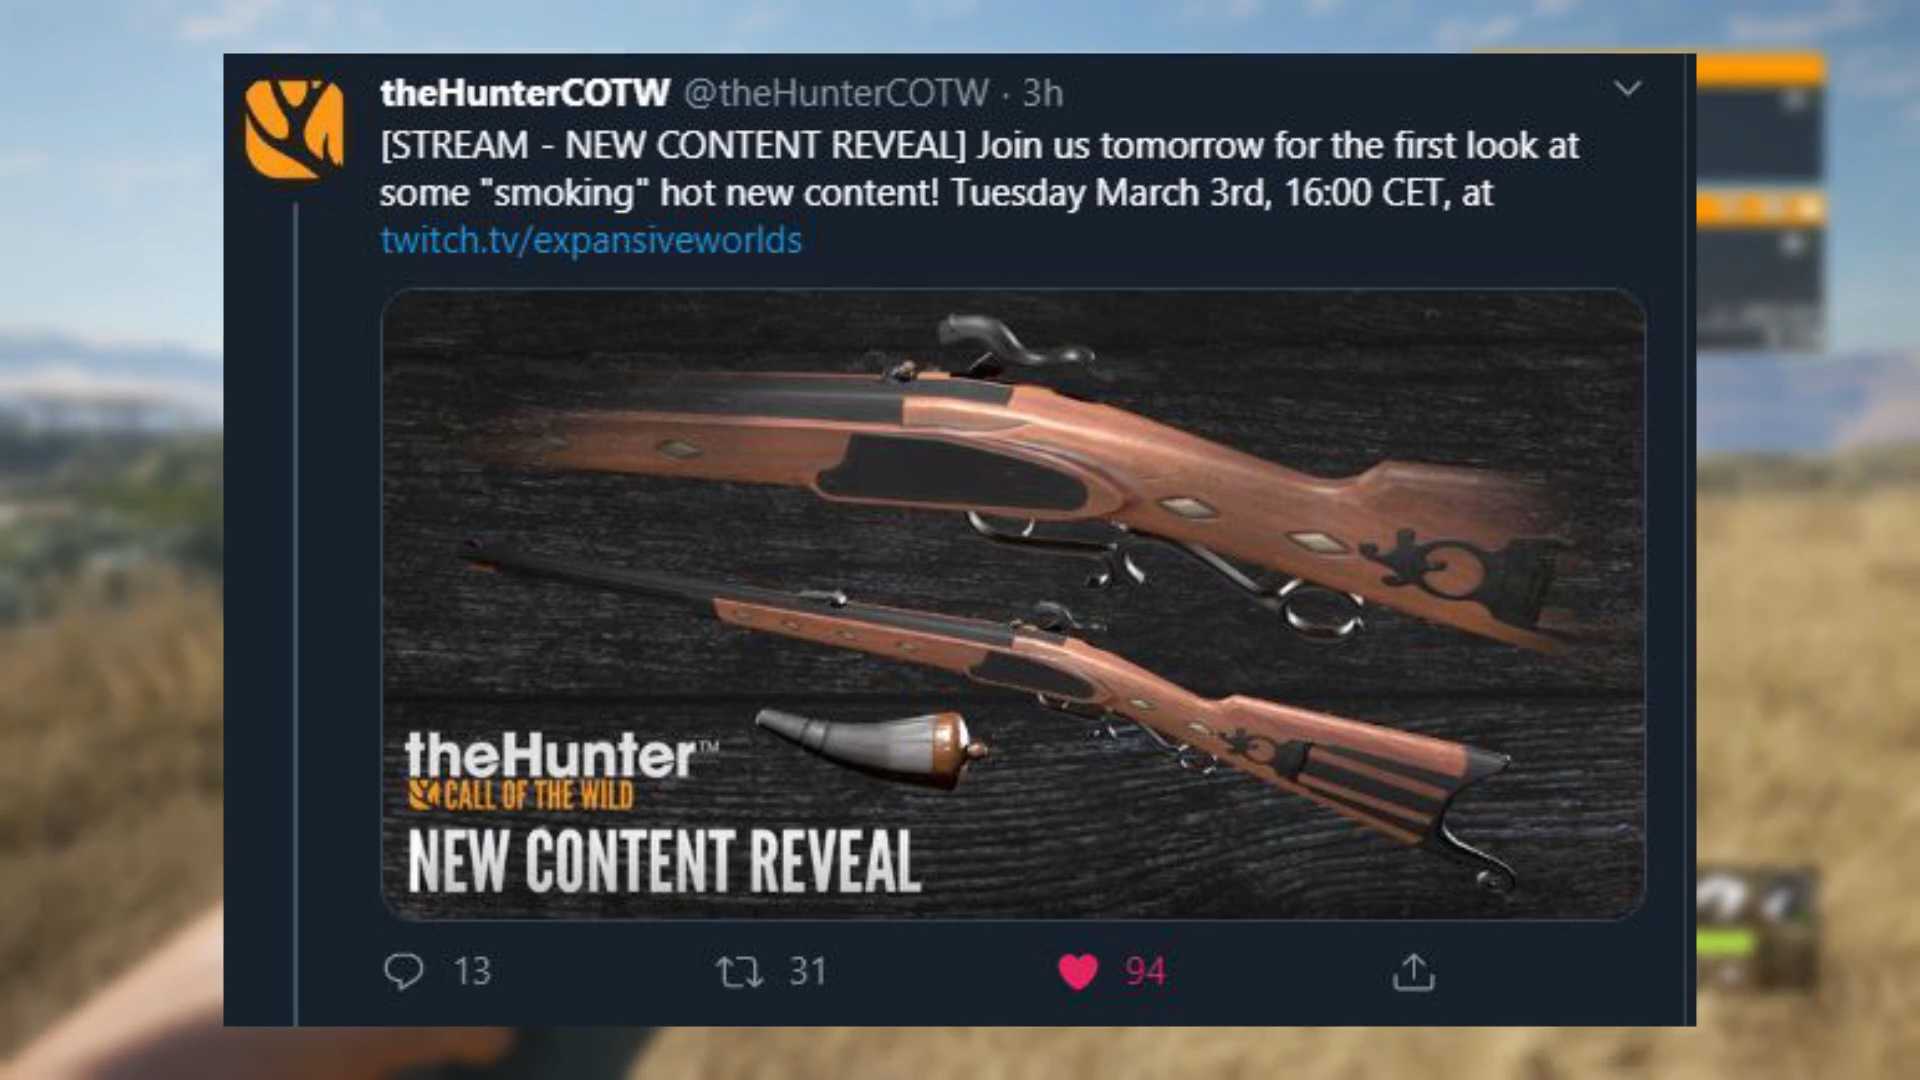 theHunterCOTW @theHunterCOTW · 3h
[STREAM - NEW CONTENT REVEAL] Join us tomorrow for the first look at
some "smoking" hot new content! Tuesday March 3rd, 16:00 CET, at
twitch.tv/expansiveworlds
theHunter™
CALL OF THE WILD
NEW CONTENT REVEAL
13 31 94